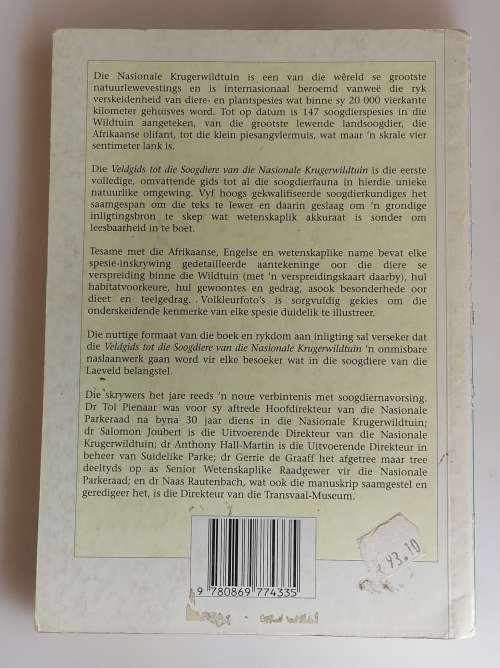 Die Nasionale Krugerwildtuin is een van die wêreld se grootste
natuurlewevestings en is internasionaal beroemd vanweë die ryk
verskeidenheid van diere- en plantspesies wat binne sy 20 000 vierkante
kilometer gehuisves word. Tot op datum is 147 soogdierspesies in die
Wildtuin aangeteken, van die grootste lewende landsoogdier, die
Afrikaanse olifant, tot die klein piesangvlermuis, wat maar 'n skrale vier
sentimeter lank is.
Die Veldgids tot die Soogdiere van die Nasionale Krugerwildtuin is die eerste
volledige, omvattende gids tot al die soogdierfauna in hierdie unieke
natuurlike omgewing. Vyf hoogs gekwalifiseerde soogdierkundiges het
saamgespan om die teks te lewer en daarin geslaag om 'n grondige
inligtingsbron te skep wat wetenskaplik akkuraat is sonder om
leesbaarheid in te boet.
Tesame met die Afrikaanse, Engelse en wetenskaplike name bevat elke
spesie-inskrywing gedetailleerde aantekeninge oor die diere se
verspreiding binne die Wildtuin (met 'n verspreidingskaart daarby), hul
habitatvoorkeure, hul gewoontes en gedrag, asook besonderhede oor
dieet en teelgedrag. Volkleurfoto's is sorgvuldig gekies om die
onderskeidende kenmerke van elke spesie duidelik te illustreer.
Die nuttige formaat van die boek en rykdom aan inligting sal verseker dat
die Veldgids tot die Soogdiere van die Nasionale Krugerwildtuin 'n onmisbare
naslaanwerk gaan word vir elke besoeker wat in die soogdiere van die
Laeveld belangstel.
Die skrywers het jare reeds 'n noue verbintenis met soogdiernavorsing.
Dr Tol Pienaar was voor sy aftrede Hoofdirekteur van die Nasionale
Parkeraad na byna 30 jaar diens in die Nasionale Krugerwildtuin;
dr Salomon Joubert is die Uitvoerende Direkteur van die Nasionale
Krugerwildtuin; dr Anthony Hall-Martin is die Uitvoerende Direkteur in
beheer van Suidelike Parke; dr Gerrie de Graaff het afgetree maar tree
deeltyds op as Senior Wetenskaplike Raadgewer vir die Nasionale
Parkeraad; en dr Naas Rautenbach, wat ook die manuskrip saamgestel en
geredigeer het, is die Direkteur van die Transvaal-Museum.
93.10
9 780869 774335